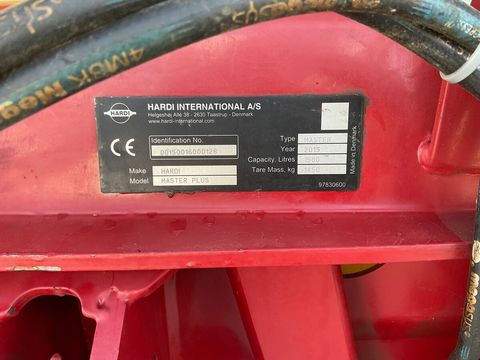 HARDI
HARDI INTERNATIONAL A/S
Helgeshøj Allé 38 - 2630 Taastrup - Denmark
www.hardi-international.com
CE
Identification No.
00150016000126
Make HARDI
Model MASTER PLUS
Type MASTER
Year 2015
Capacity, Litres
Tare Mass, kg
Made in Denmark
97830600